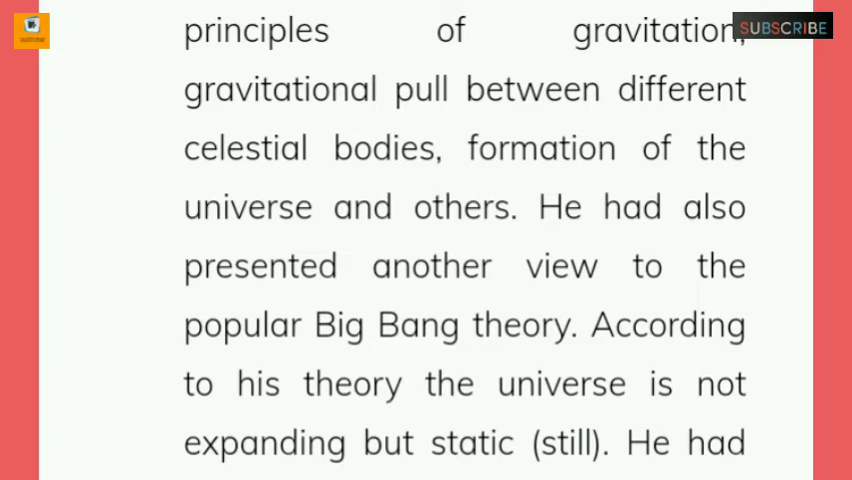 SUBSCRIBE
principles of gravitation,
gravitational pull between different
celestial bodies, formation of the
universe and others. He had also
presented another view to the
popular Big Bang theory. According
to his theory the universe is not
expanding but static (still). He had